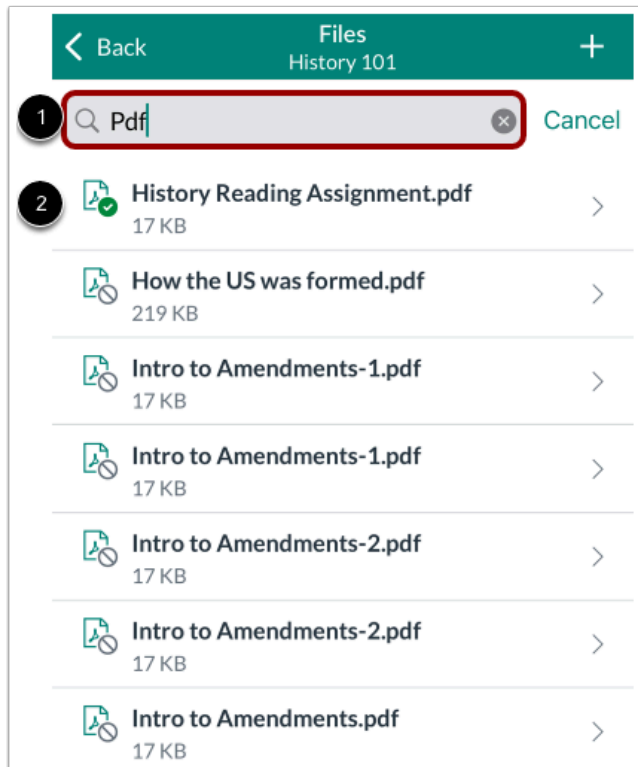 Back
Files
History 101
+
1
Pdf
Cancel
2
History Reading Assignment.pdf
17 KB
How the US was formed.pdf
219 KB
Intro to Amendments-1.pdf
17 KB
Intro to Amendments-1.pdf
17 KB
Intro to Amendments-2.pdf
17 KB
Intro to Amendments-2.pdf
17 KB
Intro to Amendments.pdf
17 KB